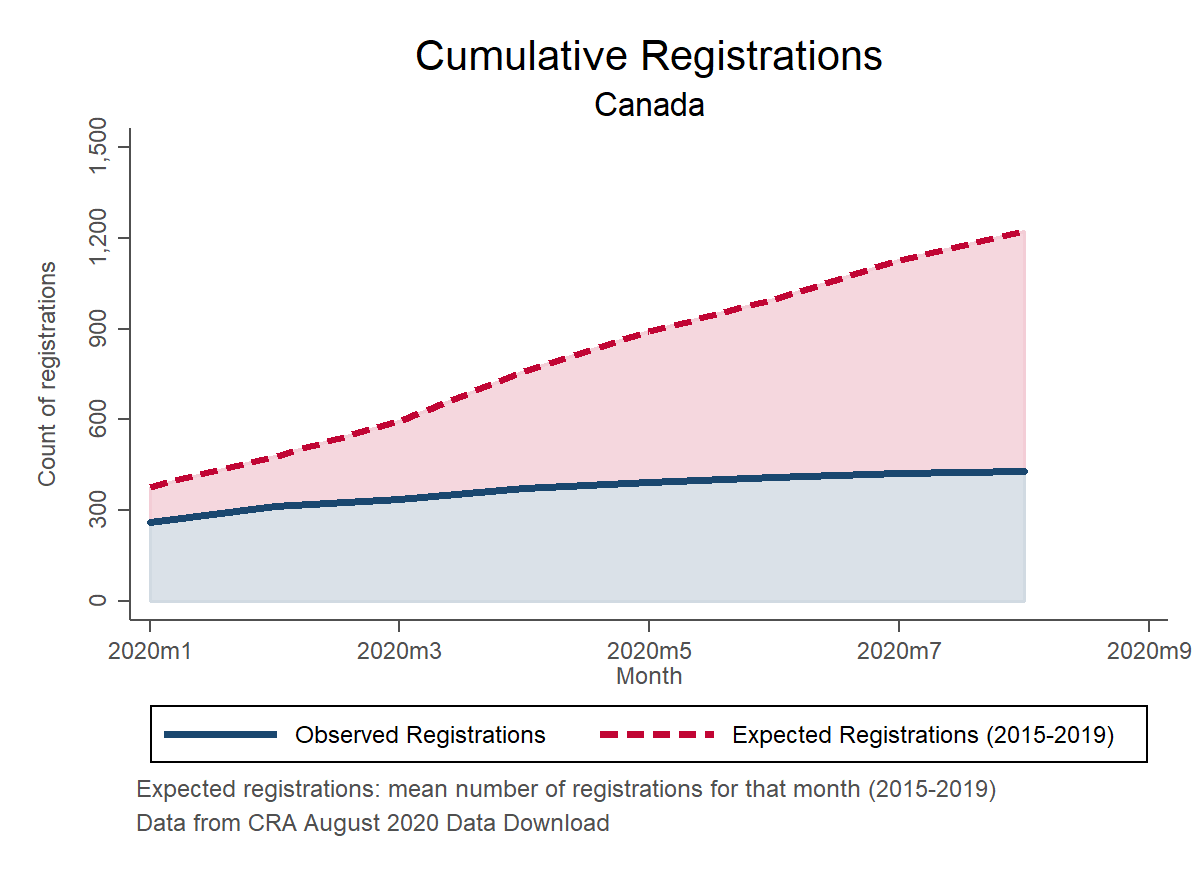 Cumulative Registrations
Canada
Count of registrations
1,500
1,200
900
600
300
0
2020m1 2020m3 2020m5 2020m7 2020m9
Month
Observed Registrations Expected Registrations (2015-2019)
Expected registrations: mean number of registrations for that month (2015-2019)
Data from CRA August 2020 Data Download